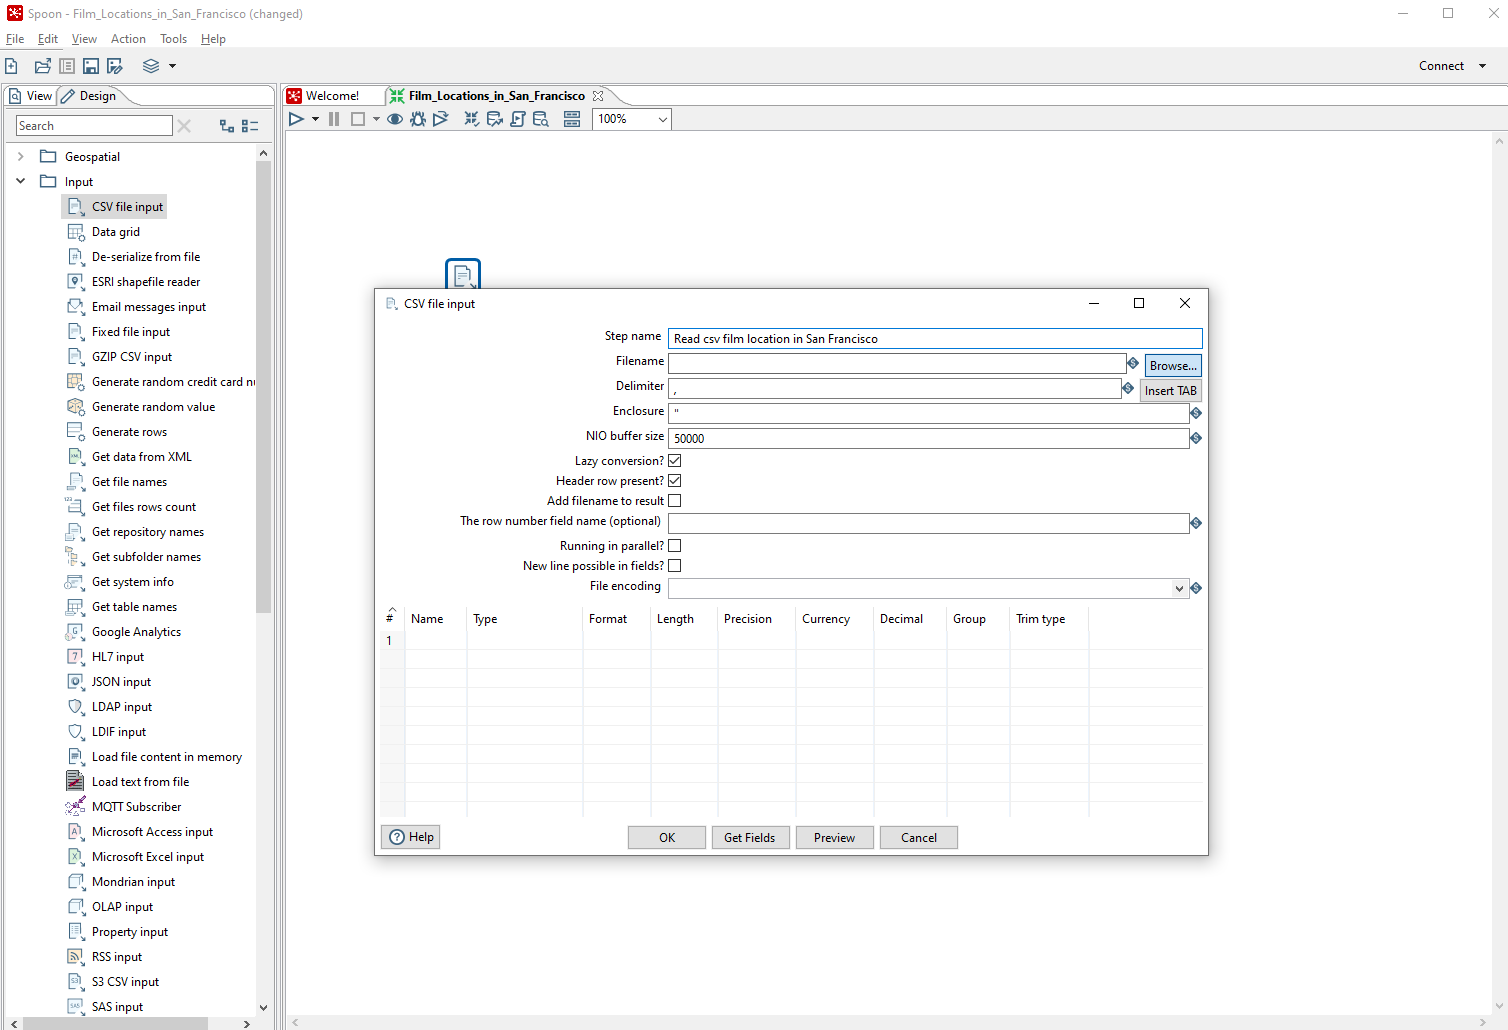 Spoon - Film_Locations_in_San_Francisco (changed)
File Edit View Action Tools Help
Connect
View Design
Welcome! Film_Locations_in_San_Francisco
Search
100%
Geospatial
Input
CSV file input
Data grid
De-serialize from file
ESRI shapefile reader
Email messages input
Fixed file input
GZIP CSV input
Generate random credit card nu
Generate random value
Generate rows
Get data from XML
Get file names
Get files rows count
Get repository names
Get subfolder names
Get system info
Get table names
Google Analytics
HL7 input
JSON input
LDAP input
LDIF input
Load file content in memory
Load text from file
MQTT Subscriber
Microsoft Access input
Microsoft Excel input
Mondrian input
OLAP input
Property input
RSS input
S3 CSV input
SAS input
CSV file input
Step name Read csv film location in San Francisco
Filename Browse...
Delimiter , Insert TAB
Enclosure "
NIO buffer size 50000
Lazy conversion?
Header row present?
Add filename to result
The row number field name (optional)
Running in parallel?
New line possible in fields?
File encoding
# Name Type Format Length Precision Currency Decimal Group Trim type
1
Help OK Get Fields Preview Cancel